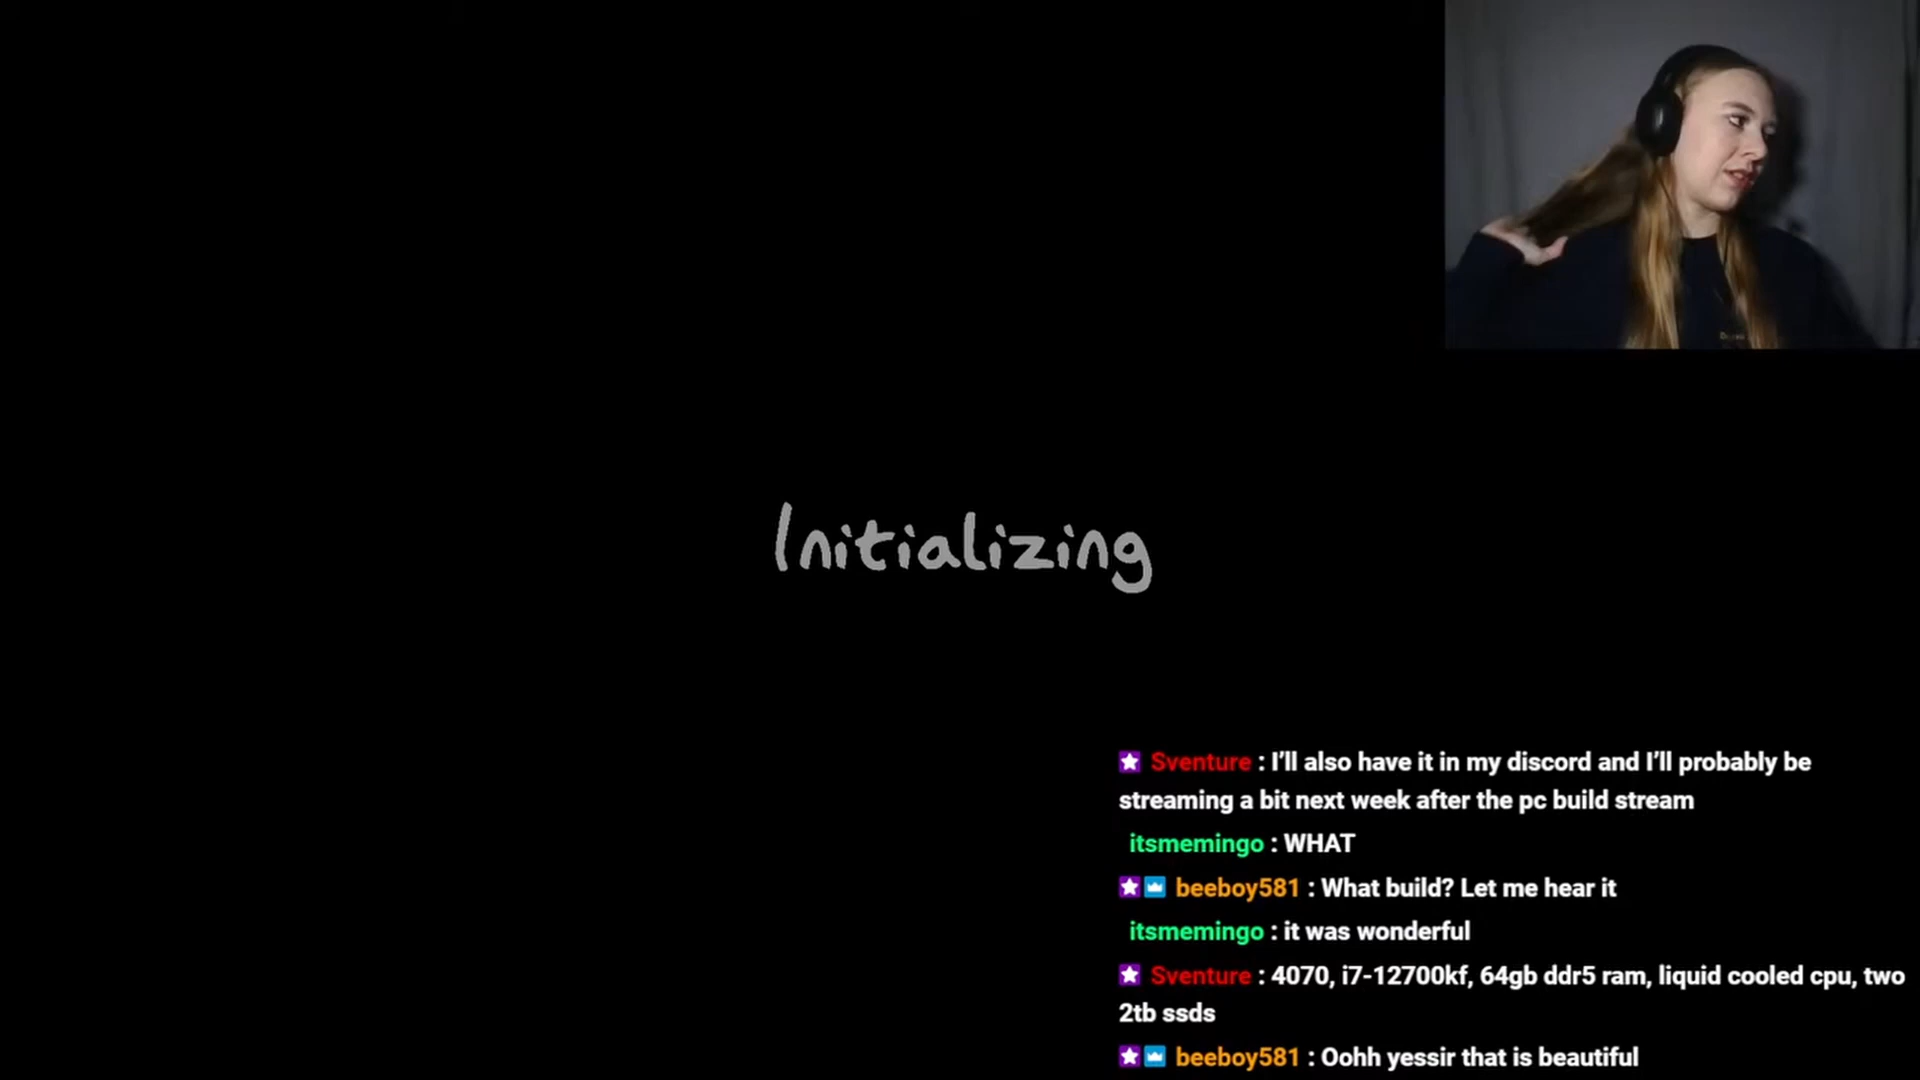 Initializing
Sventure : I'll also have it in my discord and I'll probably be
streaming a bit next week after the pc build stream
itsmemingo : WHAT
beeboy581 : What build? Let me hear it
itsmemingo : it was wonderful
Sventure : 4070, i7-12700kf, 64gb ddr5 ram, liquid cooled cpu, two
2tb ssds
beeboy581 : Oohh yessir that is beautiful